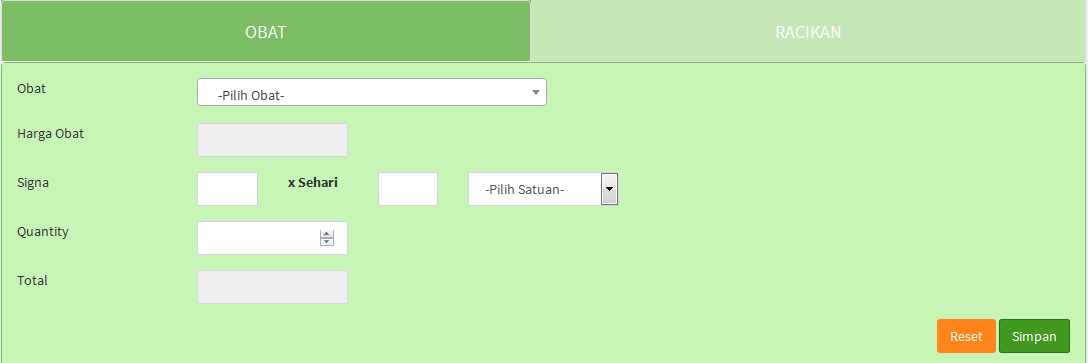 OBAT
RACIKAN
Obat
-Pilih Obat-
Harga Obat
Signa
x Sehari
-Pilih Satuan-
Quantity
Total
Reset
Simpan